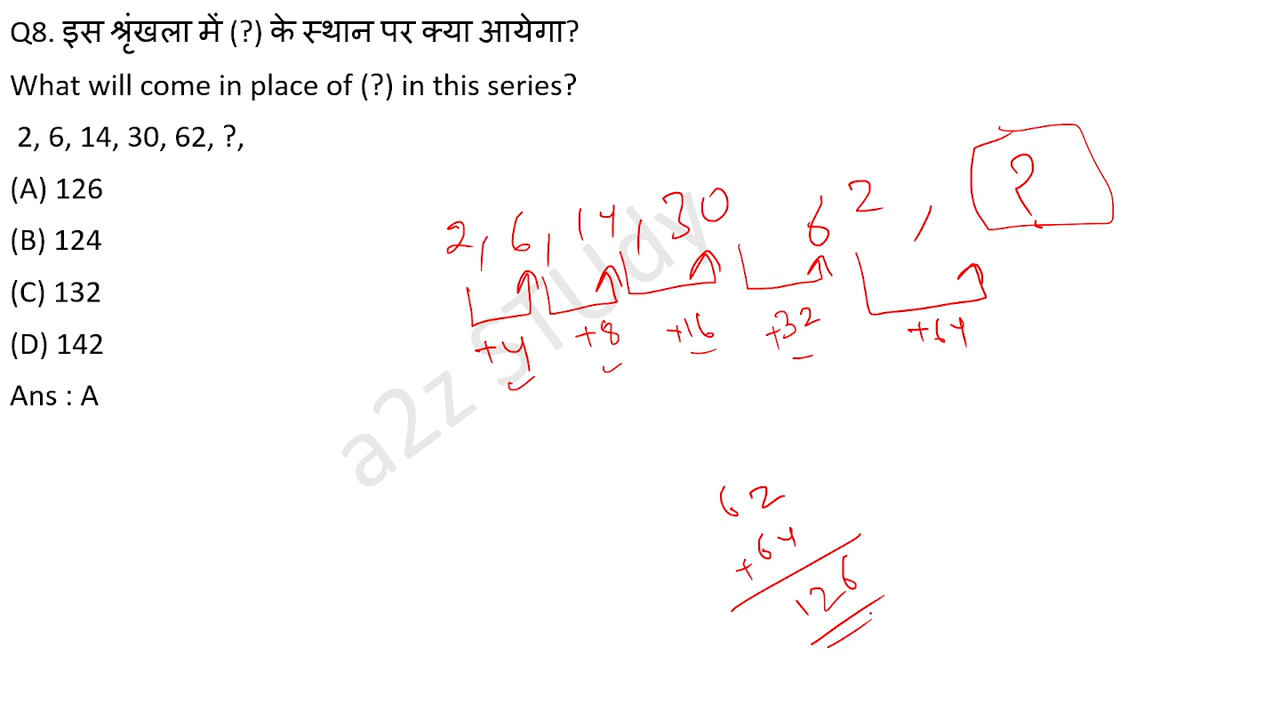 Q8. इस श्रृंखला में (?) के स्थान पर क्या आयेगा?
What will come in place of (?) in this series?
2, 6, 14, 30, 62, ?,
(A) 126
(B) 124
(C) 132
(D) 142
Ans : A
2, 6, 14, 30 62, ?
+4 +8 +16 +32 +64
a2z STUdy
62
+64
126